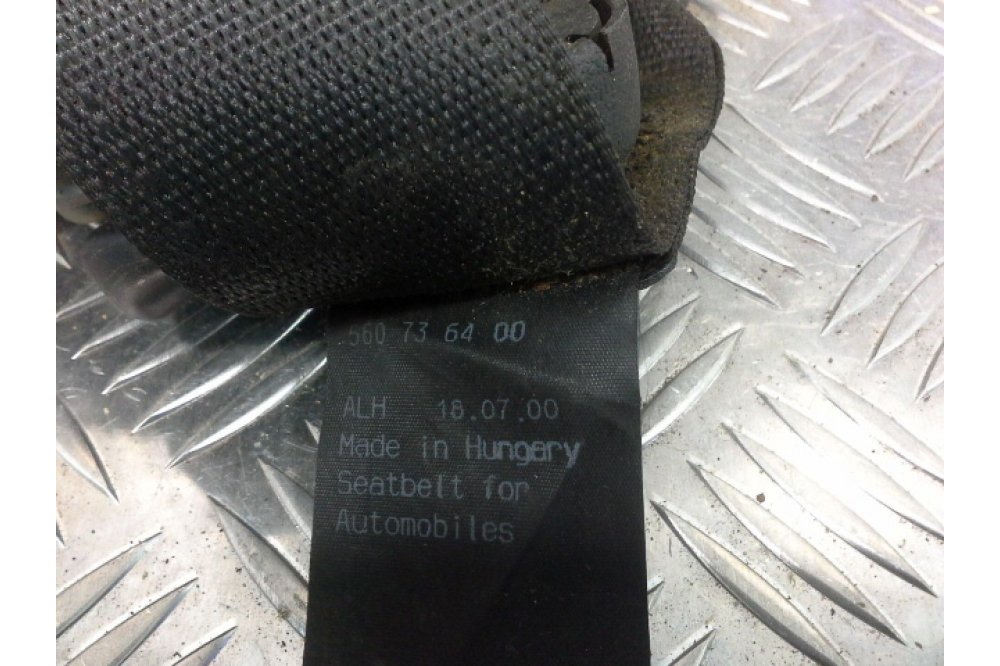 560 73 64 00
ALH 18.07.00
Made in Hungary
Seatbelt for
Automobiles